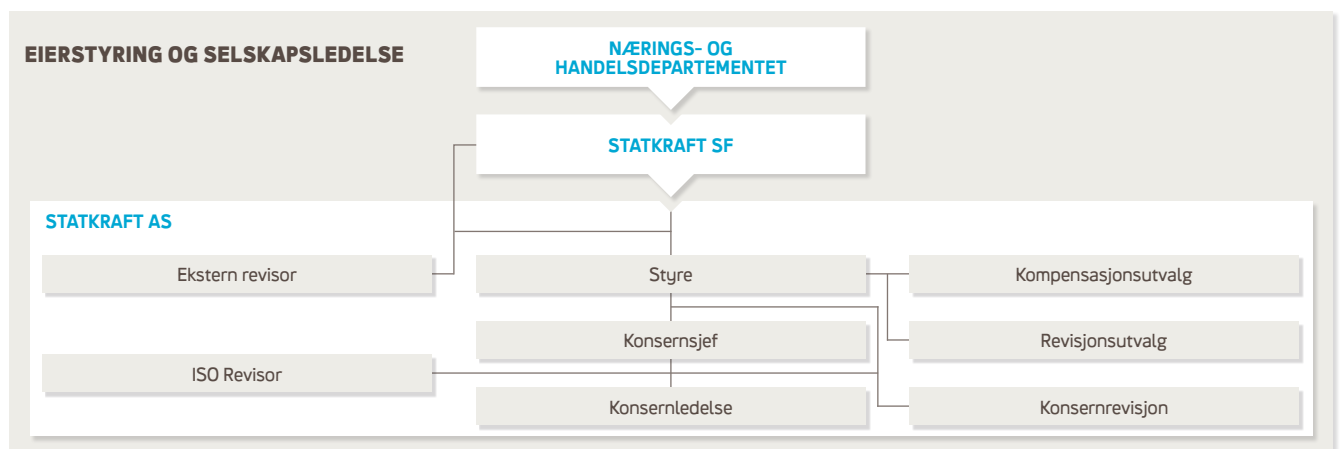 EIERSTYRING OG SELSKAPSLEDELSE
NÆRINGS- OG
HANDELSDEPARTEMENTET
STATKRAFT SF
STATKRAFT AS
Ekstern revisor
Styre
Kompensasjonsutvalg
Konsernsjef
Revisjonsutvalg
ISO Revisor
Konsernledelse
Konsernrevisjon